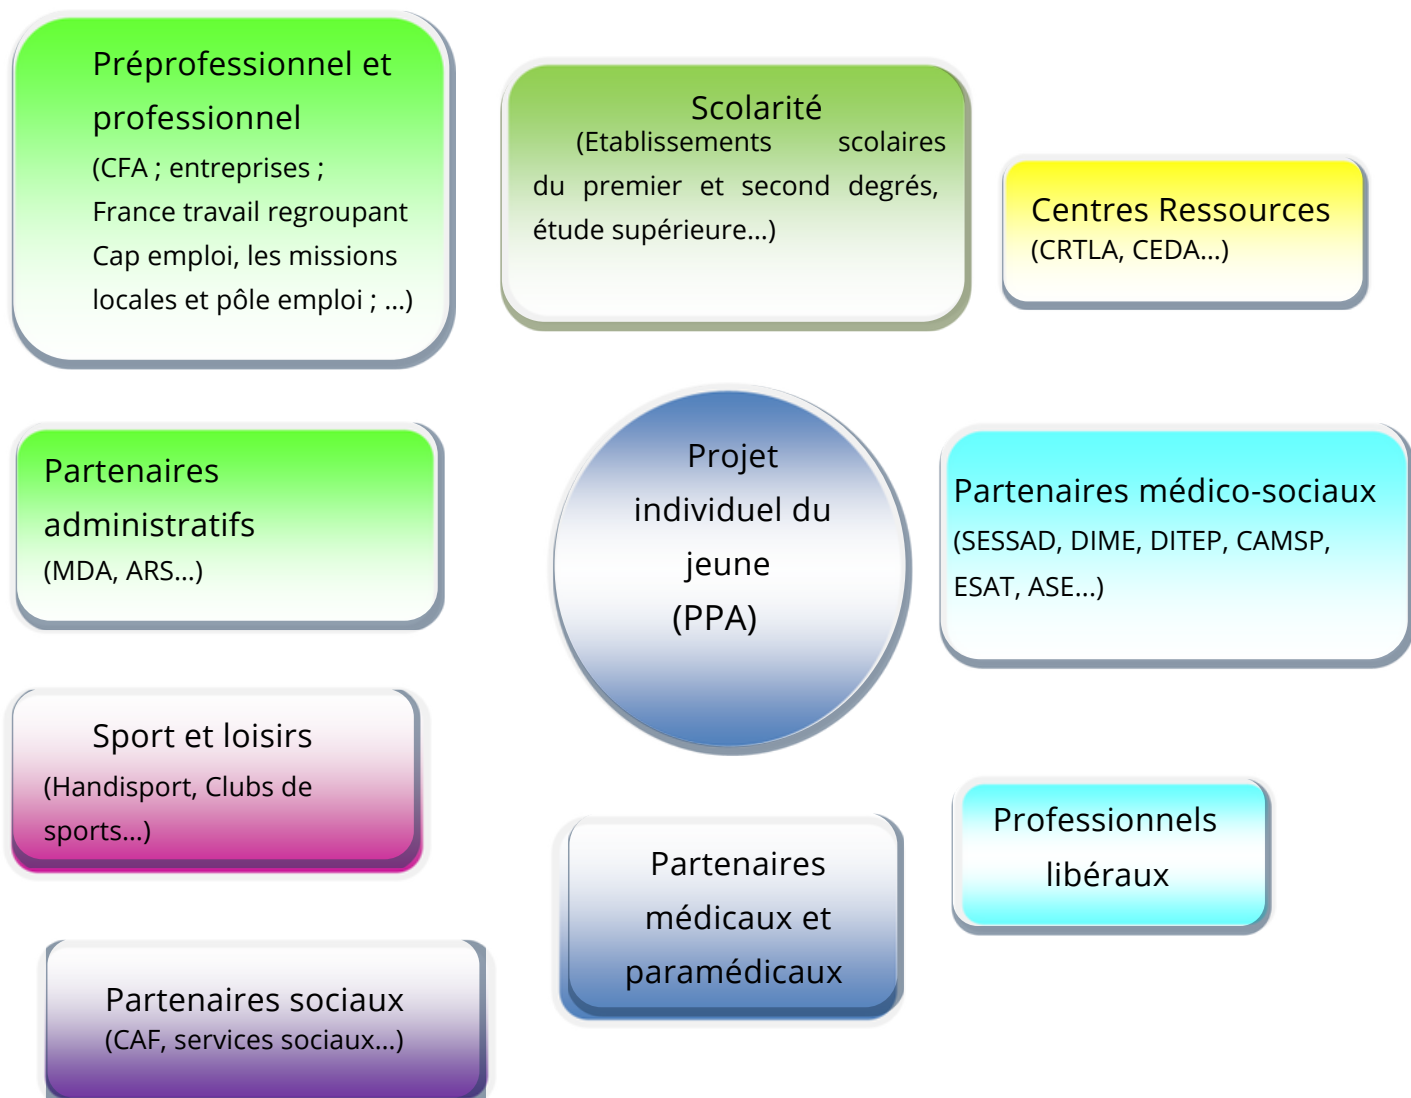 Préprofessionnel et
professionnel
(CFA ; entreprises ;
France travail regroupant
Cap emploi, les missions
locales et pôle emploi ; ...)
Scolarité
(Etablissements scolaires
du premier et second degrés,
étude supérieure...)
Centres Ressources
(CRTLA, CEDA...)
Partenaires
administratifs
(MDA, ARS...)
Projet
individuel du
jeune
(PPA)
Partenaires médico-sociaux
(SESSAD, DIME, DITEP, CAMSP,
ESAT, ASE...)
Sport et loisirs
(Handisport, Clubs de
sports...)
Partenaires
médicaux et
paramédicaux
Professionnels
libéraux
Partenaires sociaux
(CAF, services sociaux...)